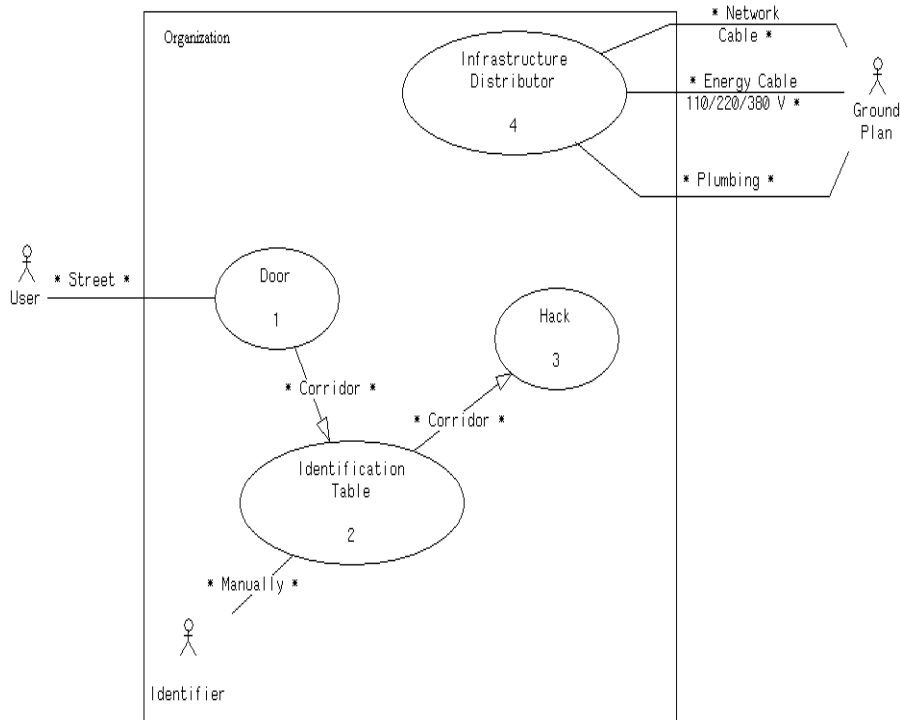 Organization
* Network
Cable *
Infrastructure
Distributor
4
* Energy Cable
110/220/380 V *
Ground
Plan
* Plumbing *
User
* Street *
Door
1
Hack
3
* Corridor *
* Corridor *
Identification
Table
2
* Manually *
Identifier